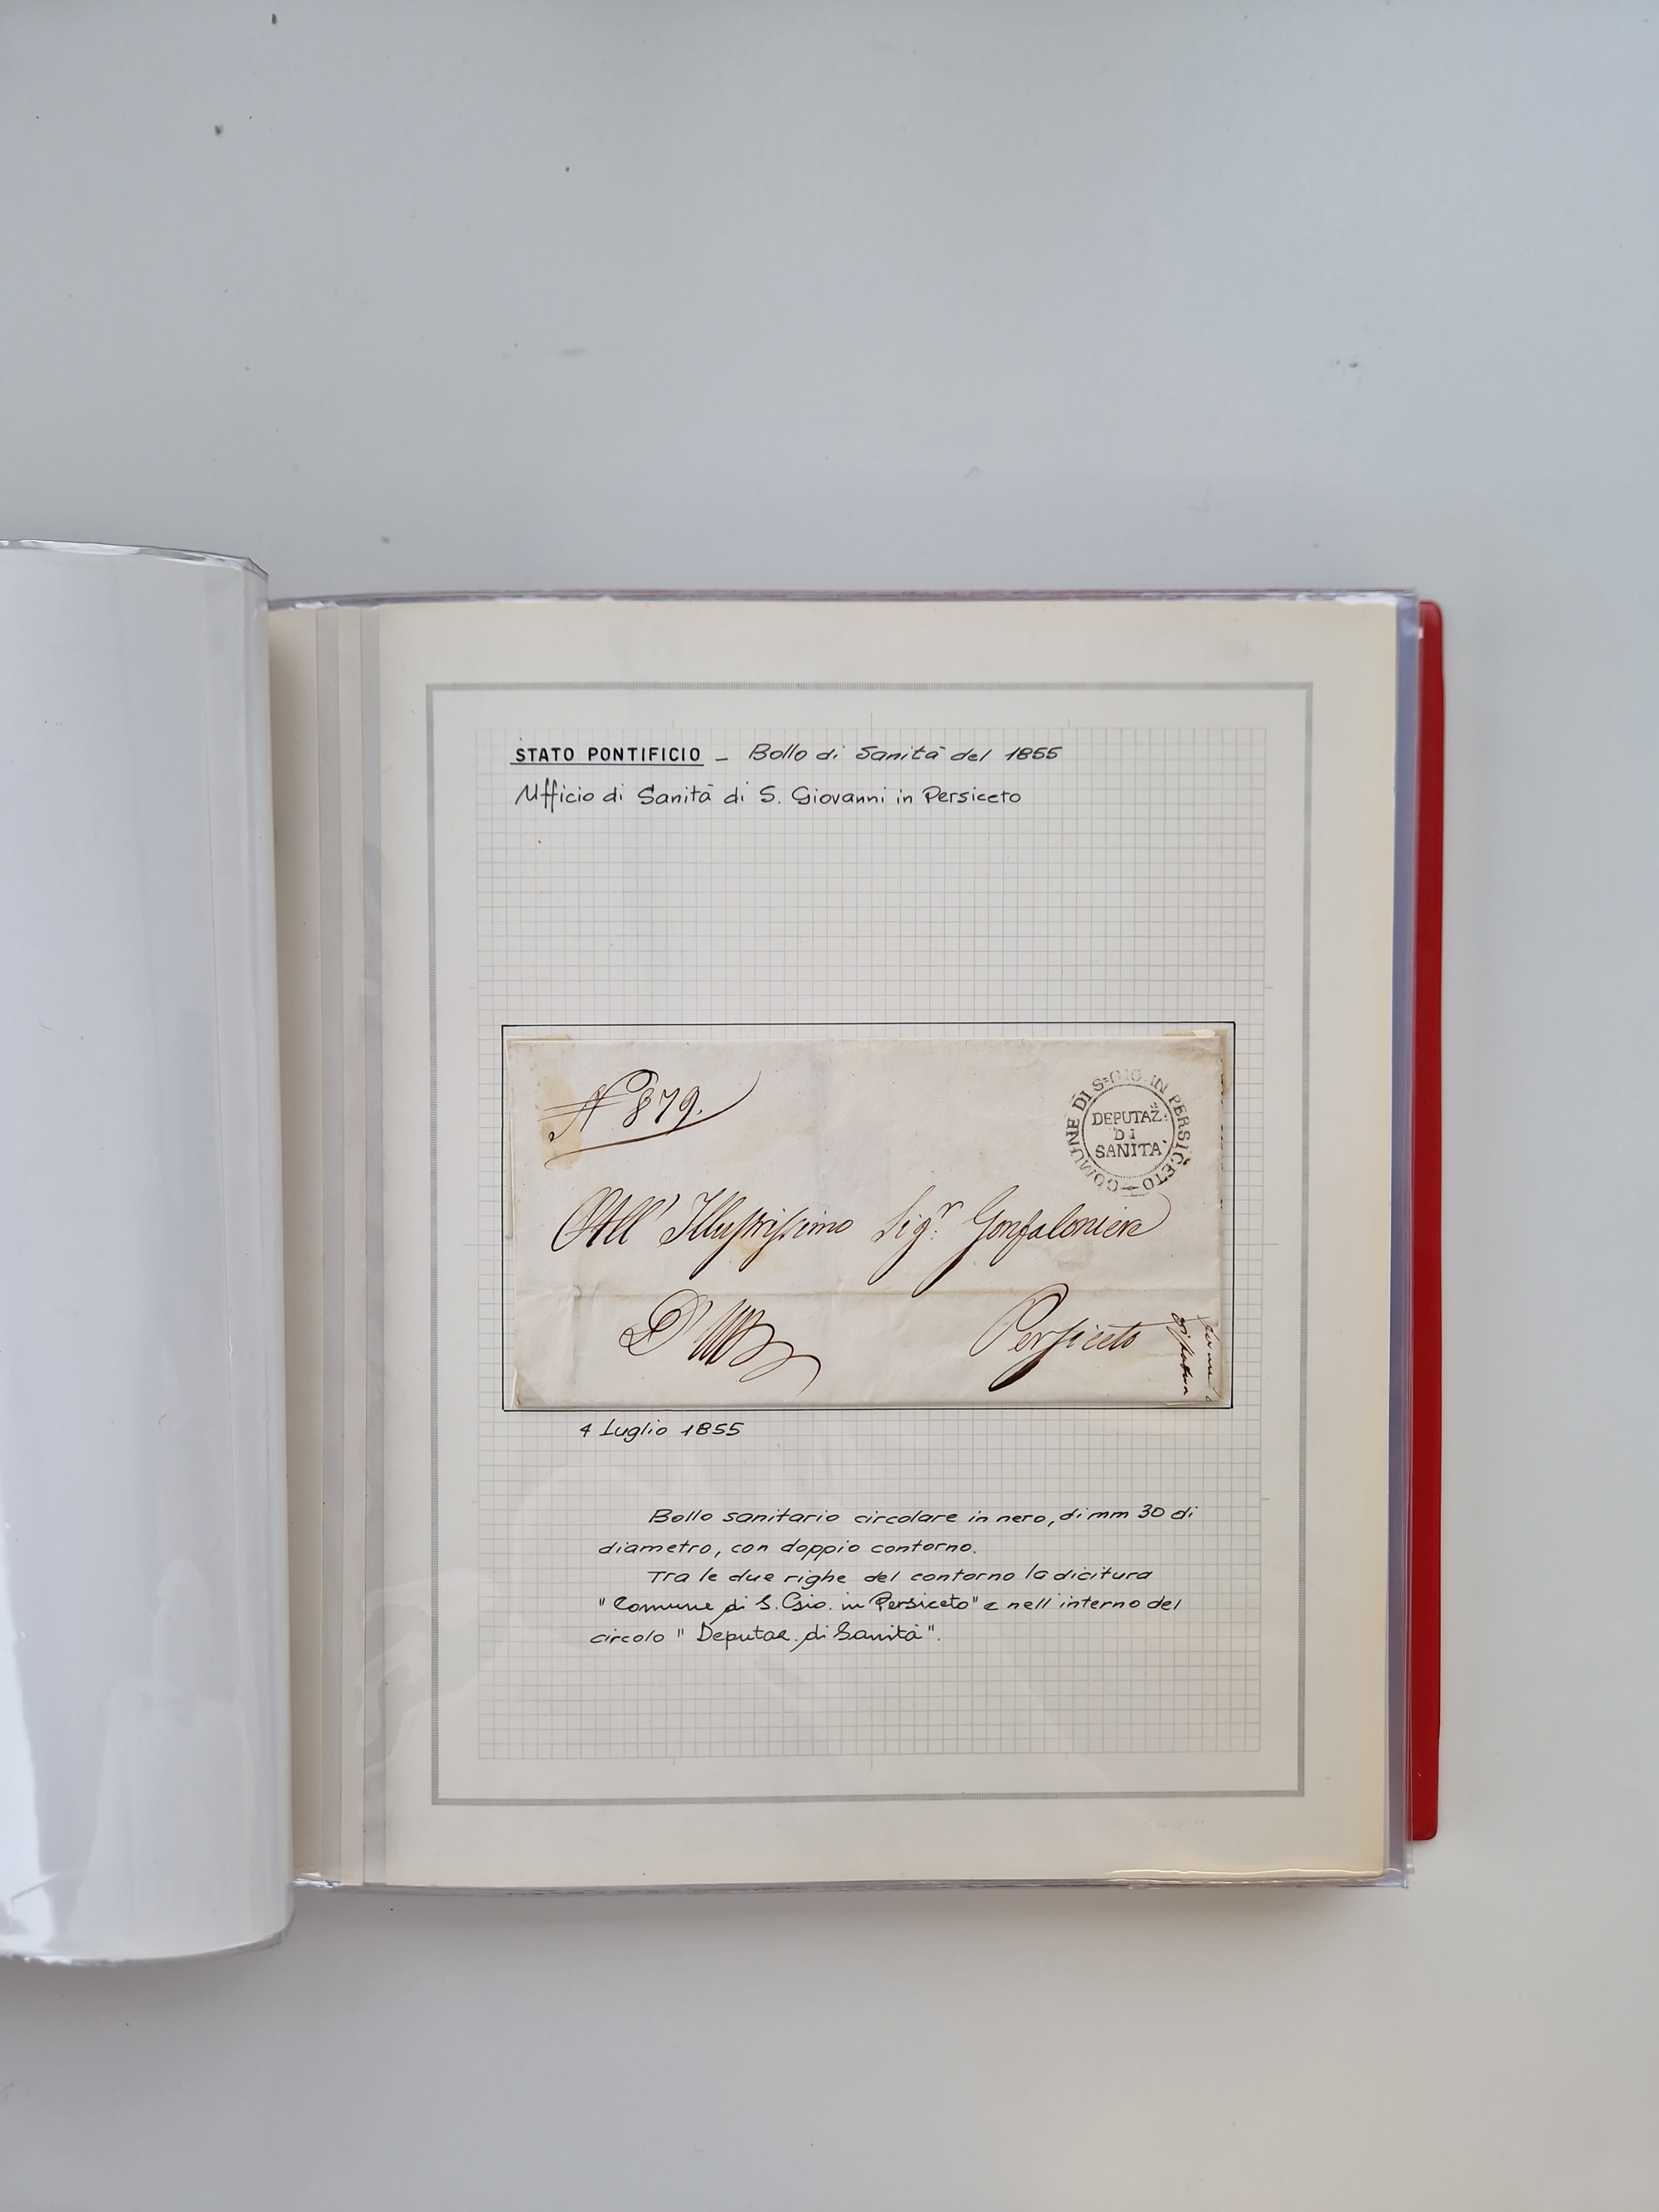 STATO PONTIFICIO – Bollo di Sanità del 1855
Ufficio di Sanità di S. Giovanni in Persiceto
N° 879.
COMUNE DI S: GIO. IN PERSICETO
DEPUTAZ:
DI
SANITA'
All' Illustrissimo Sigr. Gonfaloniere
D' Uff
Persiceto
4 Luglio 1855
Bollo sanitario circolare in nero, di mm 30 di
diametro, con doppio contorno.
Tra le due righe del contorno la dicitura
"Comune di S. Gio. in Persiceto" e nell'interno del
circolo "Deputaz. di Sanità".